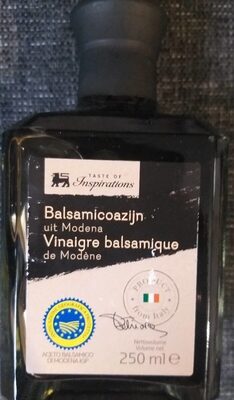 TASTE OF
Inspirations
Balsamicoazijn
uit Modena
Vinaigre balsamique
de Modène
PRODUCT
from Italy
Nettovolume
Volume net
250 ml e
ACETO BALSAMICO
DI MODENA IGP